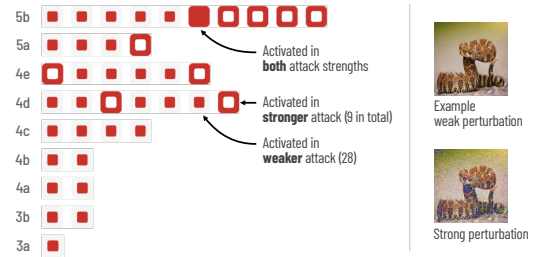 5b
5a
Activated in
both attack strengths
4e
4d
Activated in
stronger attack (9 in total)
4c
Activated in
weaker attack (28)
4b
4a
3b
3a
Example
weak perturbation
Strong perturbation